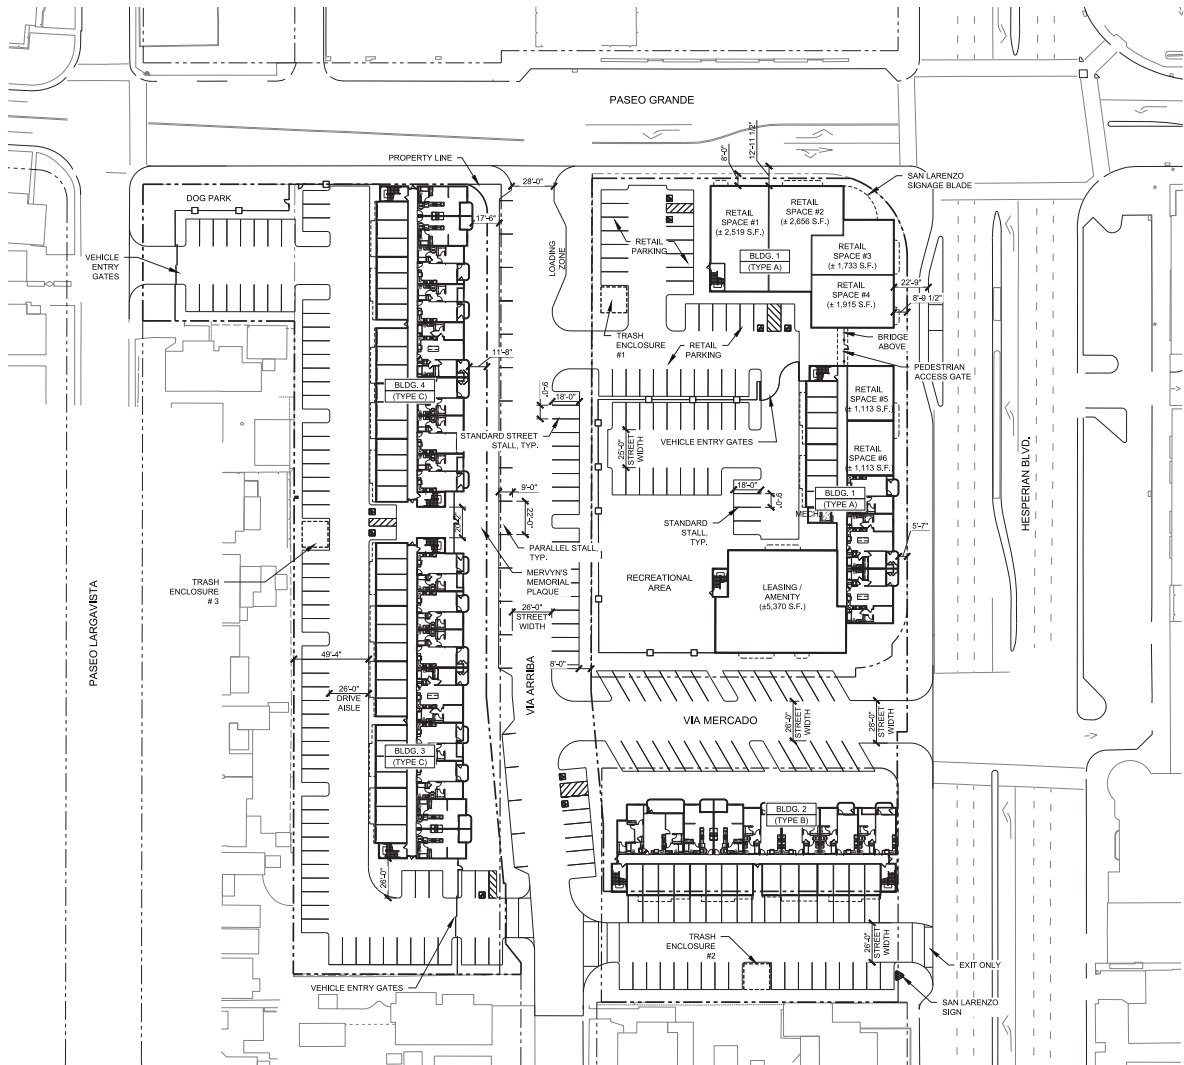 PASEO GRANDE
PROPERTY LINE
28'-0"
8'-0"
12'-11 1/2"
SAN LARENZO
SIGNAGE BLADE
DOG PARK
17'-6"
RETAIL
SPACE #1
(± 2,519 S.F.)
RETAIL
SPACE #2
(± 2,656 S.F.)
RETAIL
PARKING
LOADING
ZONE
BLDG. 1
(TYPE A)
RETAIL
SPACE #3
(± 1,733 S.F.)
VEHICLE
ENTRY
GATES
RETAIL
SPACE #4
(± 1,915 S.F.)
22'-9"
8'-9 1/2"
TRASH
ENCLOSURE
#1
RETAIL
PARKING
BRIDGE
ABOVE
11'-8"
PEDESTRIAN
ACCESS GATE
BLDG. 4
(TYPE C)
9'-0"
18'-0"
RETAIL
SPACE #5
(± 1,113 S.F.)
STANDARD STREET
STALL, TYP.
25'-0"
STREET
WIDTH
VEHICLE ENTRY GATES
RETAIL
SPACE #6
(± 1,113 S.F.)
HESPERIAN BLVD.
9'-0"
22'-0"
18'-0"
9'-0"
BLDG. 1
(TYPE A)
MECH.
20'-2"
STANDARD
STALL,
TYP.
5'-7"
PARALLEL STALL,
TYP.
MERVYN'S
MEMORIAL
PLAQUE
TRASH
ENCLOSURE
# 3
RECREATIONAL
AREA
LEASING /
AMENITY
(±5,370 S.F.)
PASEO LARGAVISTA
26'-0"
STREET
WIDTH
49'-4"
8'-0"
VIA ARRIBA
26'-0"
DRIVE
AISLE
VIA MERCADO
26'-0"
STREET
WIDTH
28'-0"
STREET
WIDTH
BLDG. 3
(TYPE C)
BLDG. 2
(TYPE B)
26'-0"
TRASH
ENCLOSURE
#2
26'-0"
STREET
WIDTH
EXIT ONLY
VEHICLE ENTRY GATES
SAN LARENZO
SIGN